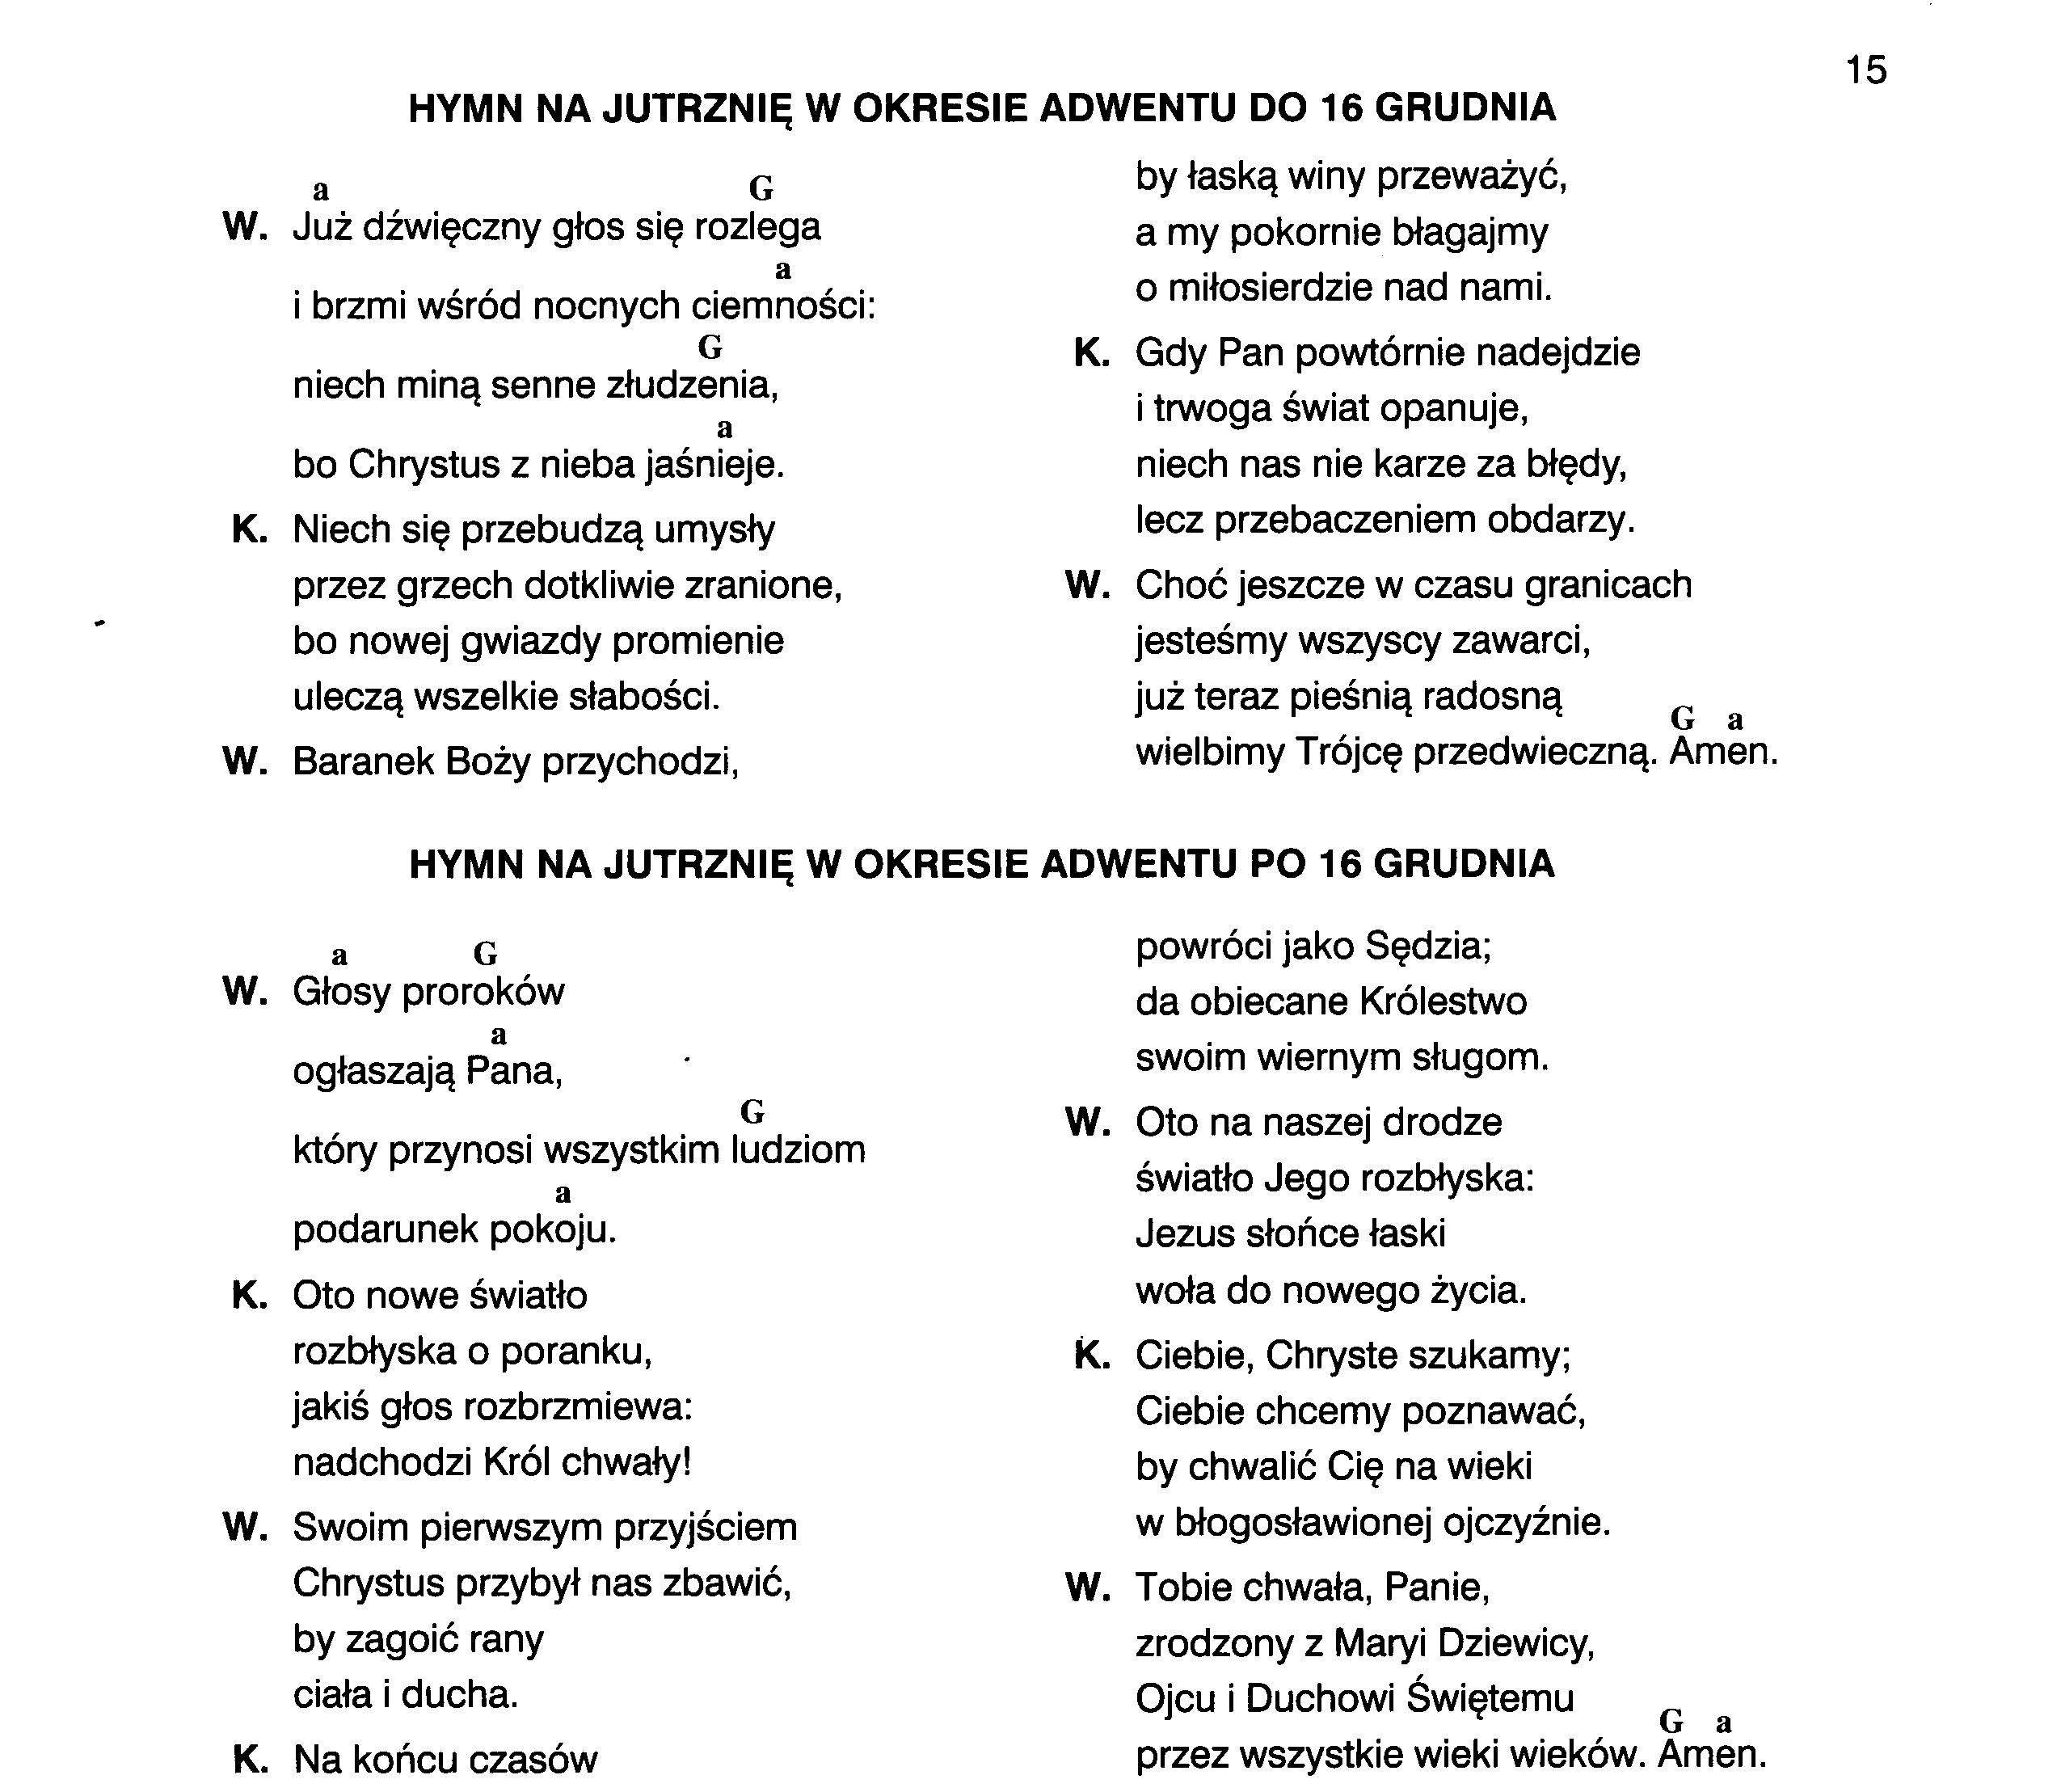 15
HYMN NA JUTRZNIĘ W OKRESIE ADWENTU DO 16 GRUDNIA
a G
W. Już dźwięczny głos się rozlega
a
i brzmi wśród nocnych ciemności:
G
niech miną senne złudzenia,
a
bo Chrystus z nieba jaśnieje.
K. Niech się przebudzą umysły
przez grzech dotkliwie zranione,
bo nowej gwiazdy promienie
uleczą wszelkie słabości.
W. Baranek Boży przychodzi,
by łaską winy przeważyć,
a my pokornie błagajmy
o miłosierdzie nad nami.
K. Gdy Pan powtórnie nadejdzie
i trwoga świat opanuje,
niech nas nie karze za błędy,
lecz przebaczeniem obdarzy.
W. Choć jeszcze w czasu granicach
jesteśmy wszyscy zawarci,
już teraz pieśnią radosną
G a
wielbimy Trójcę przedwieczną. Amen.
HYMN NA JUTRZNIĘ W OKRESIE ADWENTU PO 16 GRUDNIA
a G
W. Głosy proroków
a
ogłaszają Pana,
G
który przynosi wszystkim ludziom
a
podarunek pokoju.
K. Oto nowe światło
rozbłyska o poranku,
jakiś głos rozbrzmiewa:
nadchodzi Król chwały!
W. Swoim pierwszym przyjściem
Chrystus przybył nas zbawić,
by zagoić rany
ciała i ducha.
K. Na końcu czasów
powróci jako Sędzia;
da obiecane Królestwo
swoim wiernym sługom.
W. Oto na naszej drodze
światło Jego rozbłyska:
Jezus słońce łaski
woła do nowego życia.
K. Ciebie, Chryste szukamy;
Ciebie chcemy poznawać,
by chwalić Cię na wieki
w błogosławionej ojczyźnie.
W. Tobie chwała, Panie,
zrodzony z Maryi Dziewicy,
Ojcu i Duchowi Świętemu
G a
przez wszystkie wieki wieków. Amen.